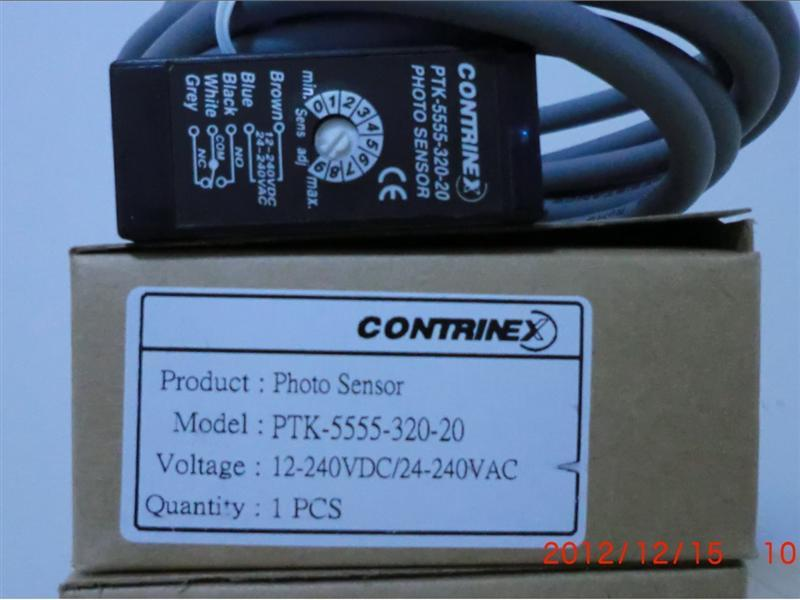 CONTRINEX
PTK-5555-320-20
PHOTO SENSOR
CE
min. Sens adj max.
0 1 2 3 4 5 6 7 8 9
Brown 12~240VDC
Blue 24~240VAC
Black NO
White COM
Grey NC
CONTRINEX
Product : Photo Sensor
Model : PTK-5555-320-20
Voltage : 12-240VDC/24-240VAC
Quantity : 1 PCS
2012/12/15 10